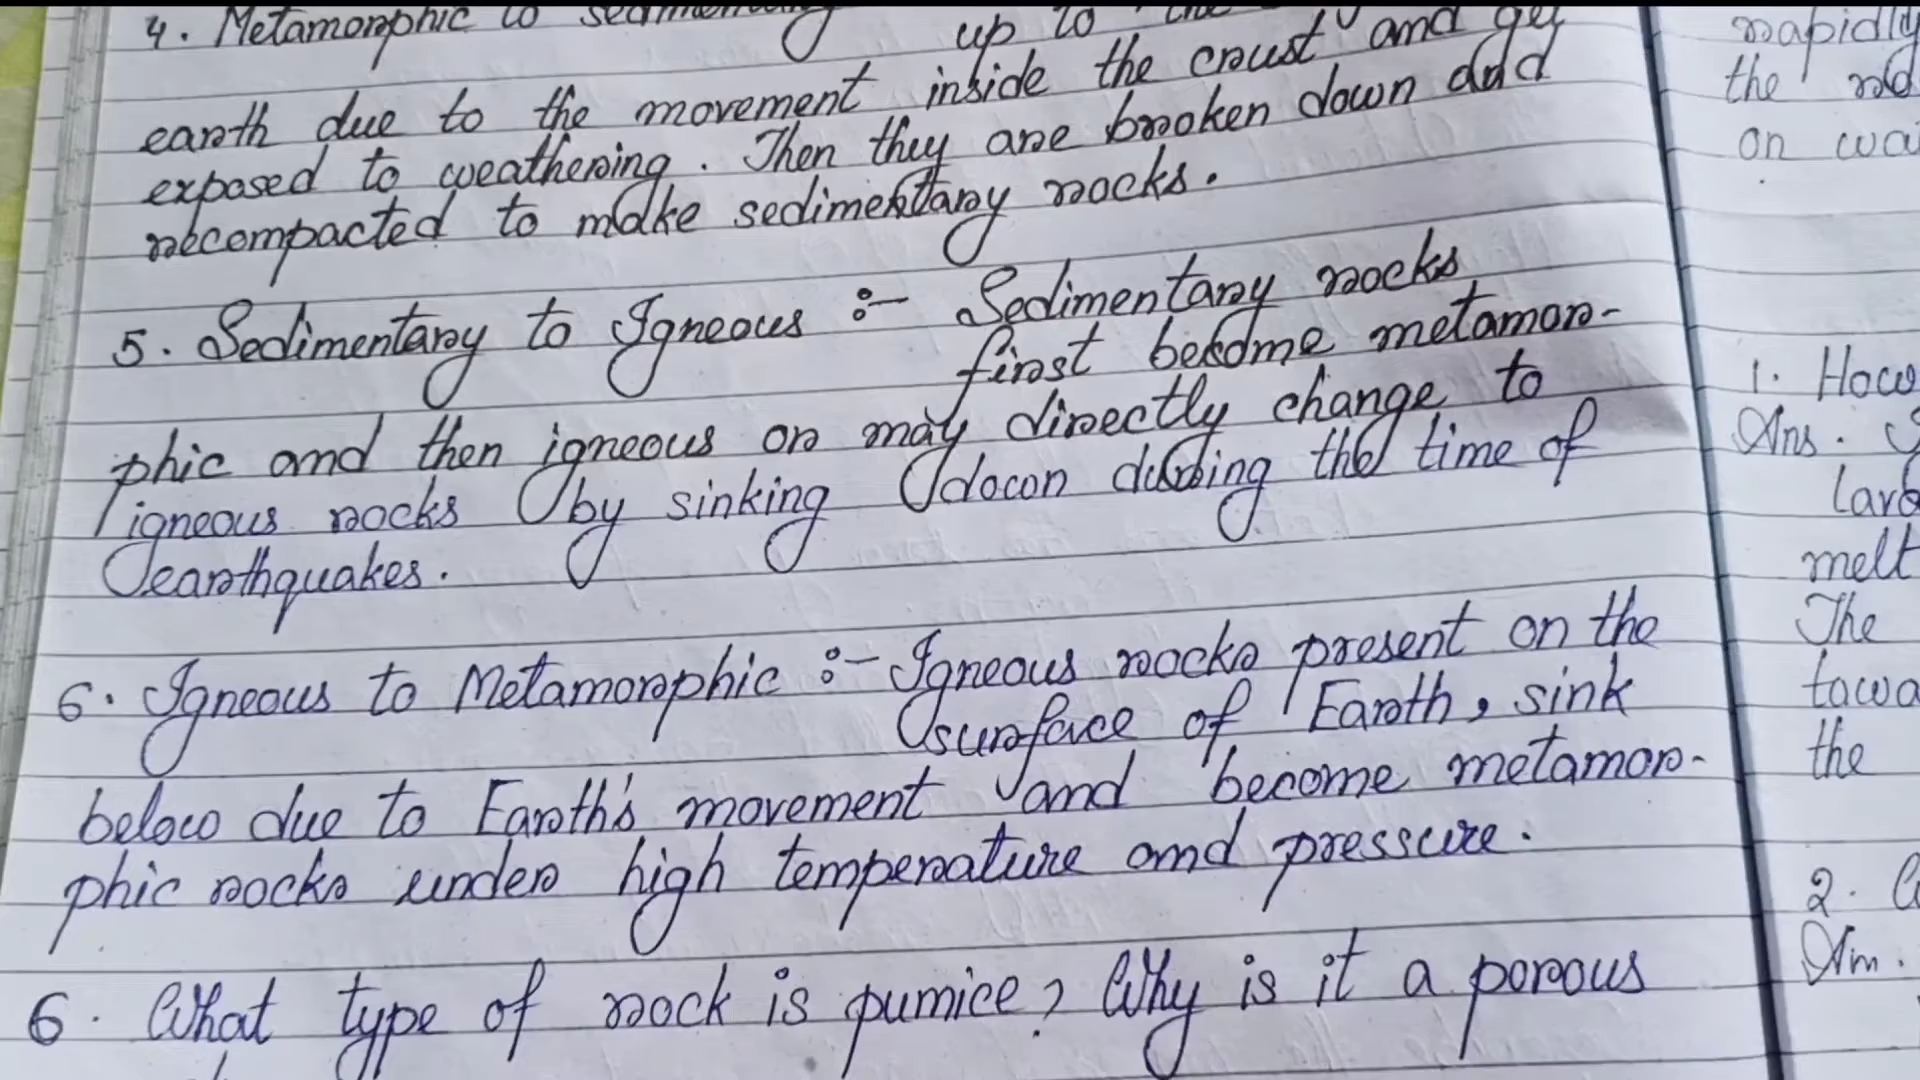 4. Metamorphic to sedimentary
up to the
earth due to the movement inside the crust and get
exposed to weathering. Then they are broken down and
recompacted to make sedimentary rocks.
5. Sedimentary to Igneous :- Sedimentary rocks
first become metamor-
phic and then igneous or may directly change to
igneous rocks by sinking down during the time of
earthquakes.
6. Igneous to Metamorphic :- Igneous rocks present on the
surface of Earth, sink
below due to Earth's movement and become metamor-
phic rocks under high temperature and pressure.
6. What type of rock is pumice? Why is it a porous
rapidly
the
on
1. How
Ans.
melt
The
the
2.